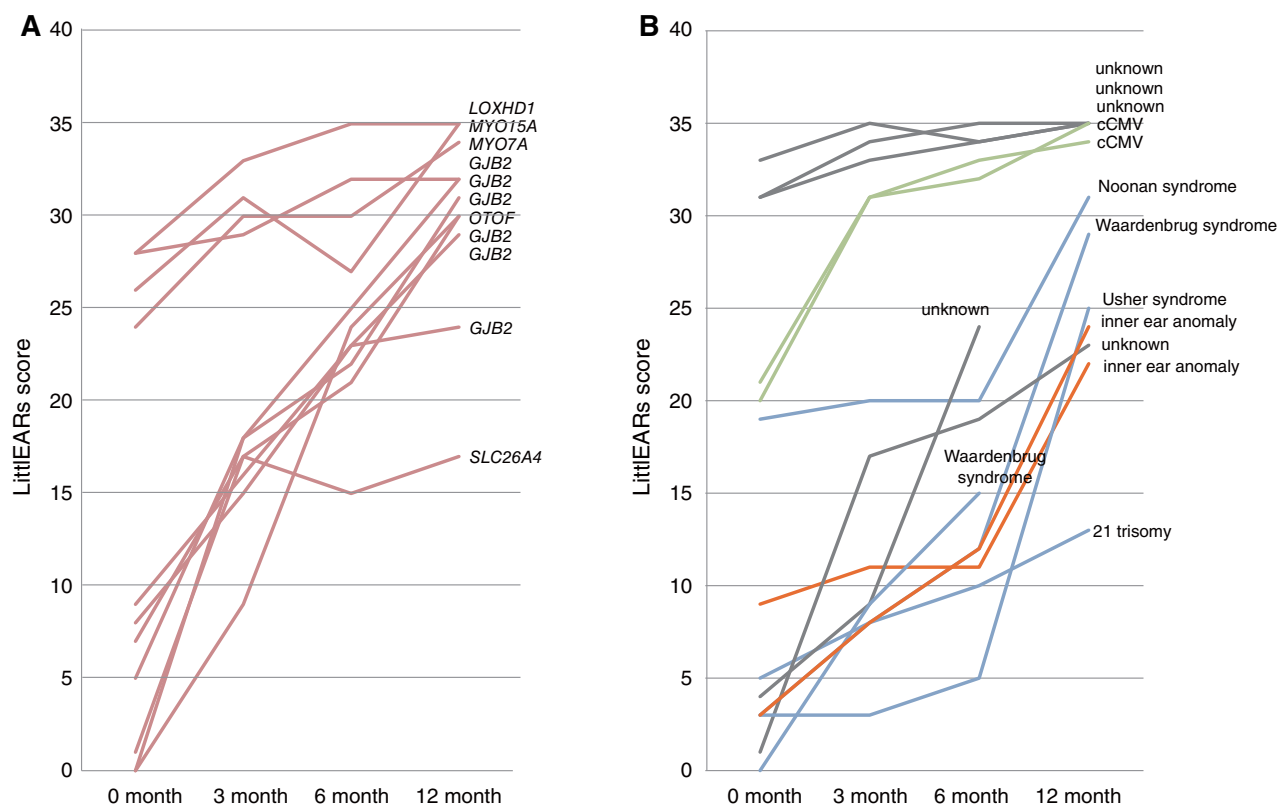 A
40
35
30
25
20
15
10
5
0
LittlEARs score
0 month
3 month
6 month
12 month
LOXHD1
MYO15A
MYO7A
GJB2
GJB2
GJB2
OTOF
GJB2
GJB2
GJB2
SLC26A4
B
40
35
30
25
20
15
10
5
0
LittlEARs score
0 month
3 month
6 month
12 month
unknown
unknown
unknown
cCMV
cCMV
Noonan syndrome
Waardenbrug syndrome
Usher syndrome
unknown
inner ear anomaly
unknown
inner ear anomaly
Waardenbrug
syndrome
21 trisomy